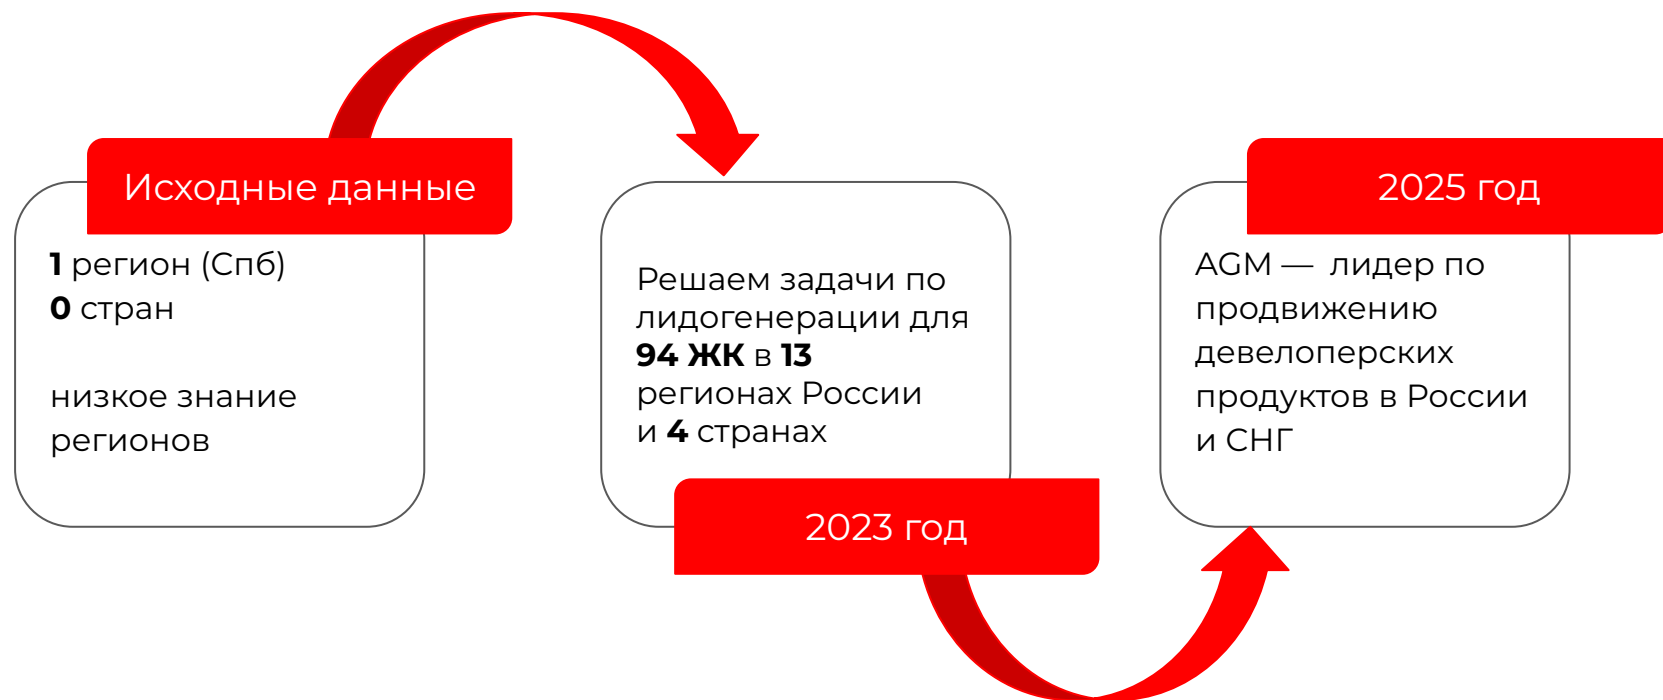 Исходные данные
1 регион (Спб)
0 стран
низкое знание
регионов
Решаем задачи по
лидогенерации для
94 ЖК в 13
регионах России
и 4 странах
2023 год
2025 год
AGM — лидер по
продвижению
девелоперских
продуктов в России
и СНГ